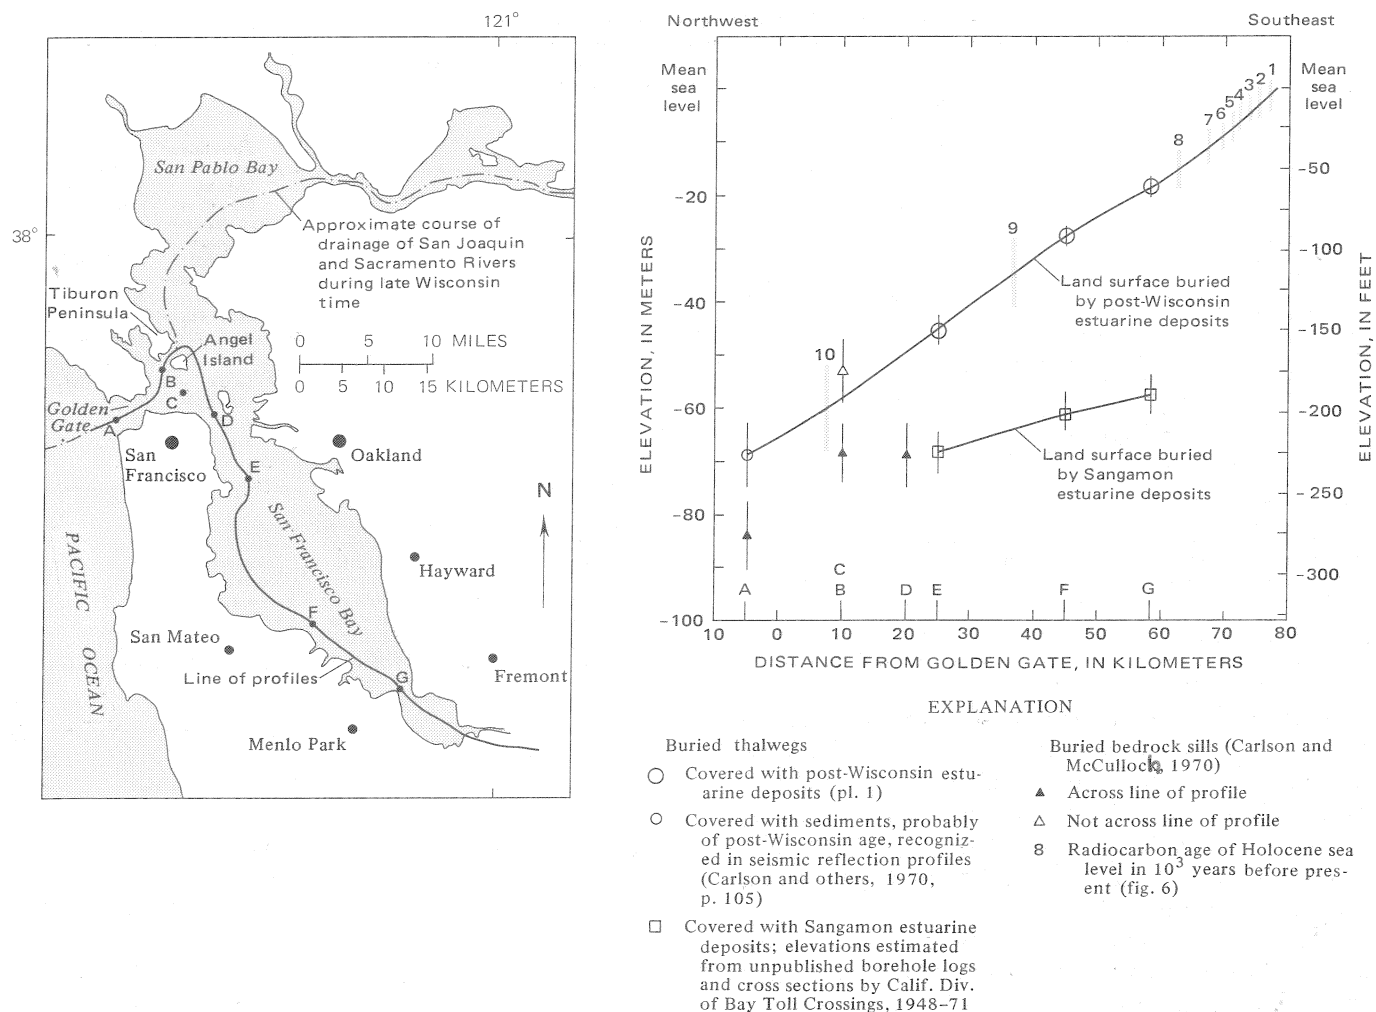 121°
38°
San Pablo Bay
Approximate course of
drainage of San Joaquin
and Sacramento Rivers
during late Wisconsin
time
Tiburon
Peninsula
Angel
Island
0 5 10 MILES
0 5 10 15 KILOMETERS
B
C
D
Golden
Gate
A
San
Francisco
Oakland
E
N
San Francisco Bay
PACIFIC OCEAN
Hayward
F
San Mateo
Line of profiles
G
Fremont
Menlo Park
Northwest
Southeast
Mean
sea
level
-20
-40
-60
-80
-100
ELEVATION, IN METERS
Mean
sea
level
-50
-100
-150
-200
-250
-300
ELEVATION, IN FEET
1
2
3
4
5
6
7
8
9
10
Land surface buried
by post-Wisconsin
estuarine deposits
Land surface buried
by Sangamon
estuarine deposits
C
A B D E F G
10 0 10 20 30 40 50 60 70 80
DISTANCE FROM GOLDEN GATE, IN KILOMETERS
EXPLANATION
Buried thalwegs
Covered with post-Wisconsin estu-
arine deposits (pl. 1)
Covered with sediments, probably
of post-Wisconsin age, recogniz-
ed in seismic reflection profiles
(Carlson and others, 1970,
p. 105)
Covered with Sangamon estuarine
deposits; elevations estimated
from unpublished borehole logs
and cross sections by Calif. Div.
of Bay Toll Crossings, 1948-71
Buried bedrock sills (Carlson and
McCulloch, 1970)
Across line of profile
Not across line of profile
8 Radiocarbon age of Holocene sea
level in 10³ years before pres-
ent (fig. 6)